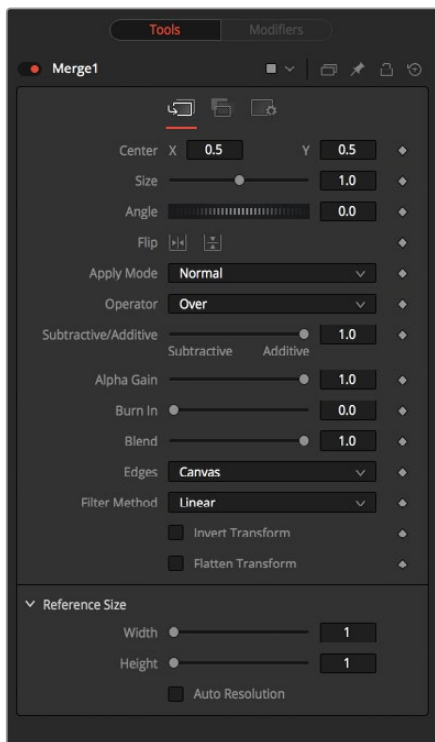 Tools Modifiers
Merge1
Center X 0.5 Y 0.5
Size 1.0
Angle 0.0
Flip
Apply Mode Normal
Operator Over
Subtractive/Additive 1.0
Subtractive Additive
Alpha Gain 1.0
Burn In 0.0
Blend 1.0
Edges Canvas
Filter Method Linear
Invert Transform
Flatten Transform
Reference Size
Width 1
Height 1
Auto Resolution